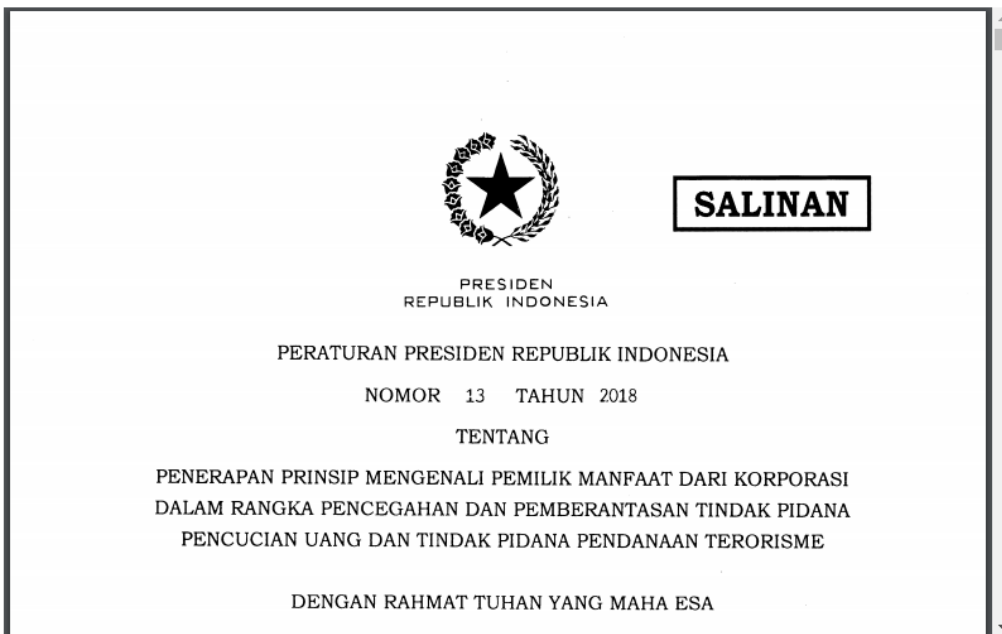 SALINAN
PRESIDEN
REPUBLIK INDONESIA
PERATURAN PRESIDEN REPUBLIK INDONESIA
NOMOR 13 TAHUN 2018
TENTANG
PENERAPAN PRINSIP MENGENALI PEMILIK MANFAAT DARI KORPORASI
DALAM RANGKA PENCEGAHAN DAN PEMBERANTASAN TINDAK PIDANA
PENCUCIAN UANG DAN TINDAK PIDANA PENDANAAN TERORISME
DENGAN RAHMAT TUHAN YANG MAHA ESA